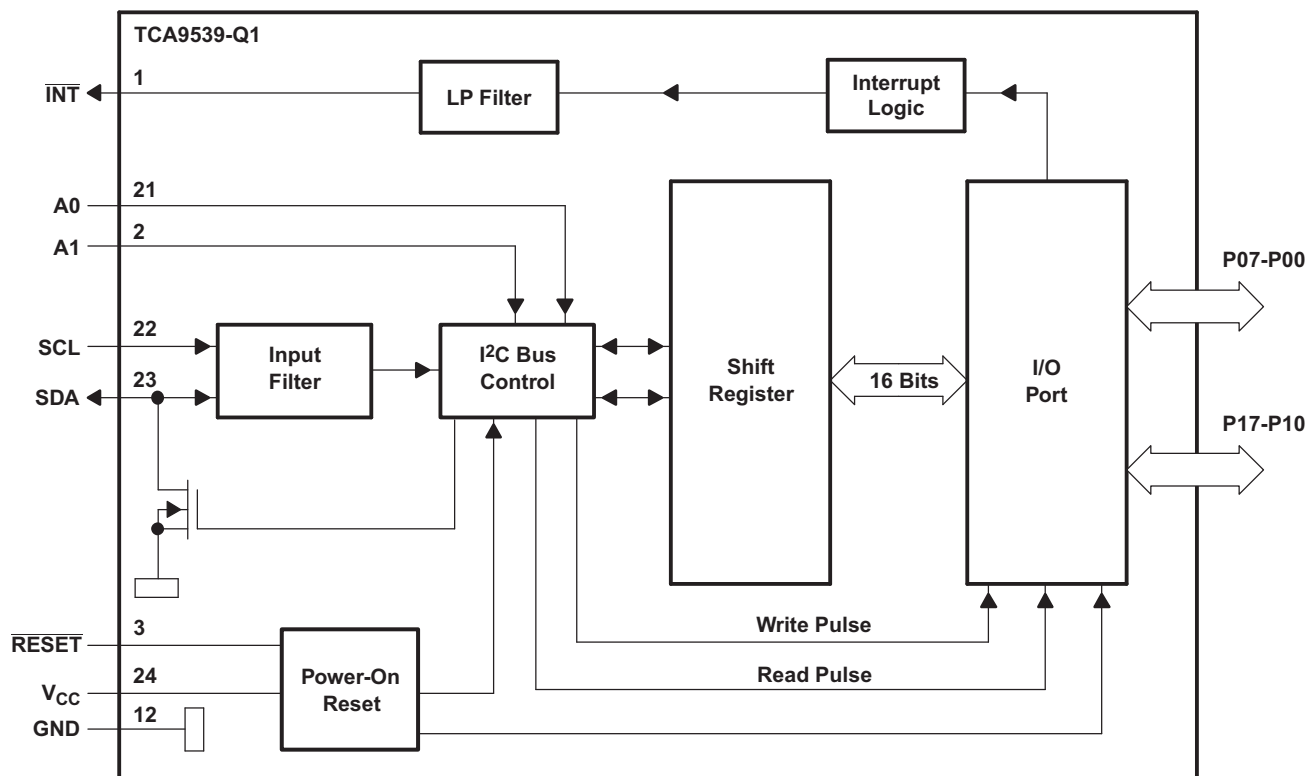 TCA9539-Q1
INT
1
LP Filter
Interrupt
Logic
A0
21
A1
2
P07-P00
SCL
22
SDA
23
Input
Filter
I²C Bus
Control
Shift
Register
16 Bits
I/O
Port
P17-P10
Write Pulse
Read Pulse
RESET
3
VCC
24
GND
12
Power-On
Reset